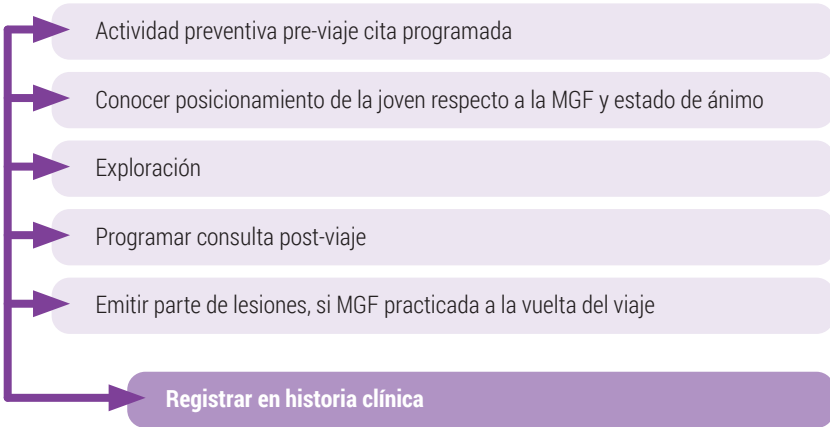 Actividad preventiva pre-viaje cita programada
Conocer posicionamiento de la joven respecto a la MGF y estado de ánimo
Exploración
Programar consulta post-viaje
Emitir parte de lesiones, si MGF practicada a la vuelta del viaje
Registrar en historia clínica